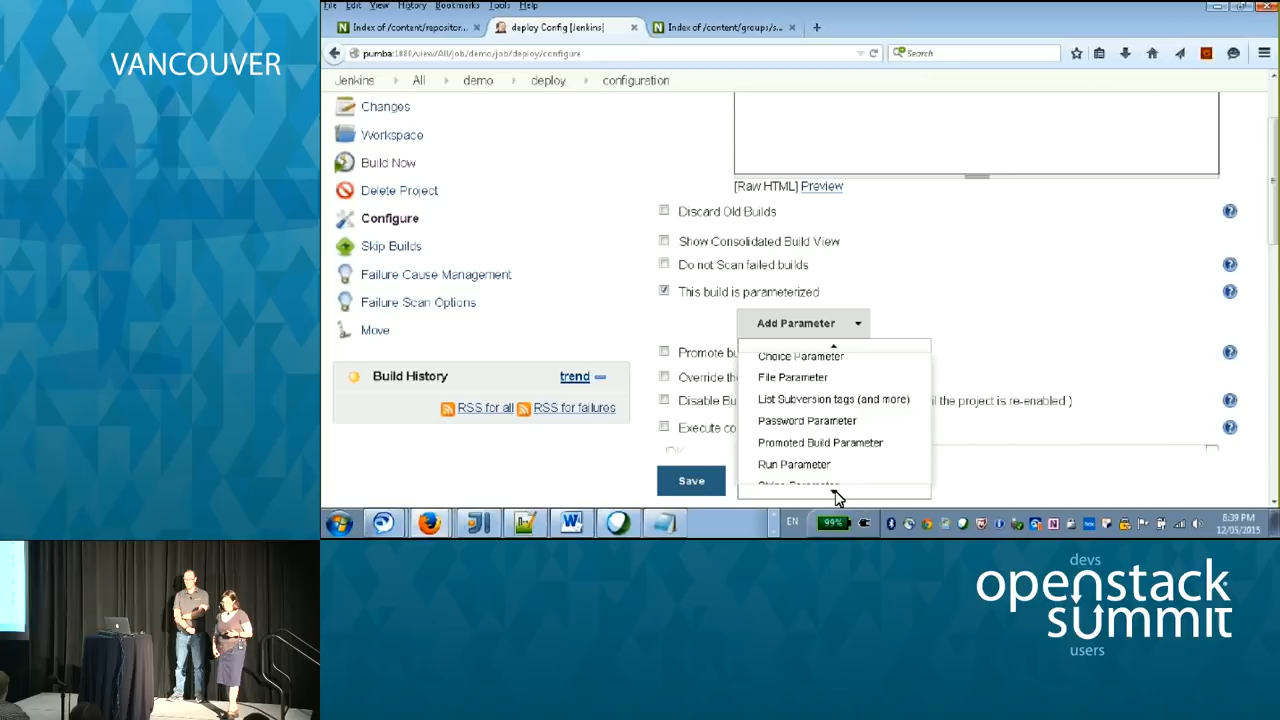 VANCOUVER
File Edit View History Bookmarks Tools Help
Index of /content/repositor...
deploy Config [Jenkins]
Index of /content/groups/s...
/view/All/job/demo/job/deploy/configure
Search
Jenkins All demo deploy configuration
Changes
Workspace
Build Now
Delete Project
Configure
Skip Builds
Failure Cause Management
Failure Scan Options
Move
Build History trend
RSS for all RSS for failures
[Raw HTML] Preview
Discard Old Builds
Show Consolidated Build View
Do not Scan failed builds
This build is parameterized
Add Parameter
Promote bu
Override the
Disable Bu
il the project is re-enabled )
Execute co
Choice Parameter
File Parameter
List Subversion tags (and more)
Password Parameter
Promoted Build Parameter
Run Parameter
String Parameter
Save
EN
99%
8:39 PM
12/05/2015
devs
openstack
summit
users